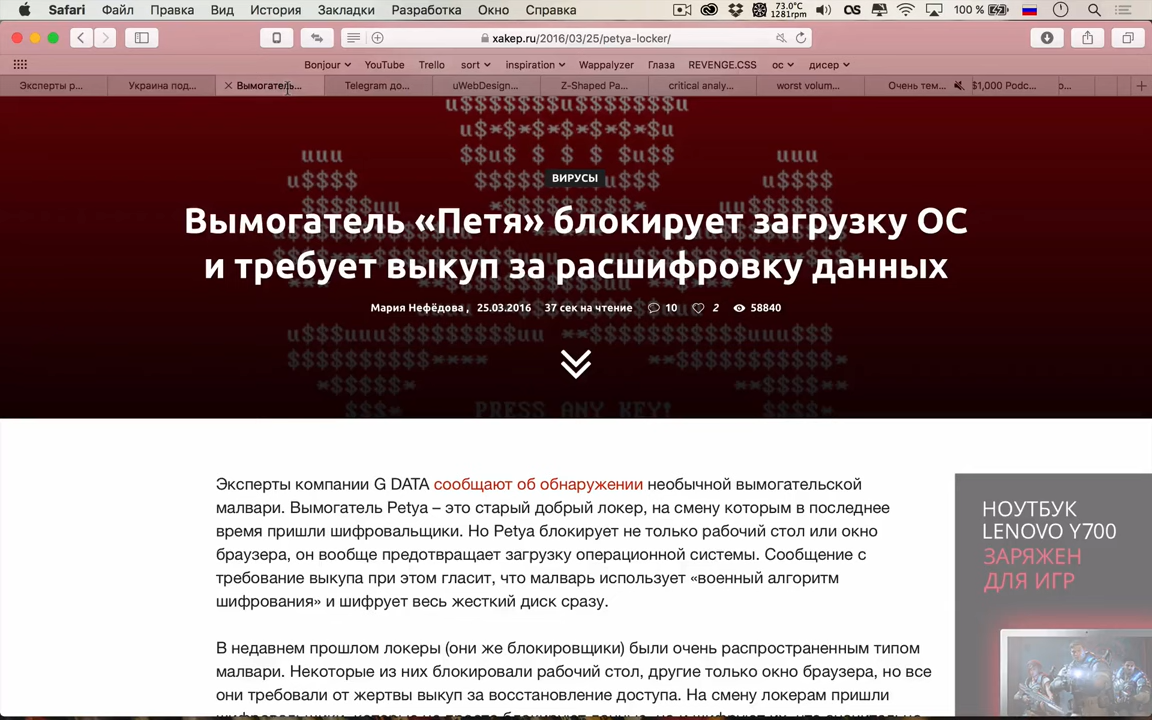 Safari Файл Правка Вид История Закладки Разработка Окно Справка 73.0°C 1281rpm 100 %
xakep.ru/2016/03/25/petya-locker/
Bonjour YouTube Trello sort inspiration Wappalyzer Глаза REVENGE.CSS ос дисер
Эксперты р... Украина под... Вымогатель... Telegram до... uWebDesign... Z-Shaped Pa... critical analy... worst volum... Очень тем... $1,000 Podc...
u$$$$$$$$$$$$$$$$$$$u
ВИРУСЫ
Вымогатель «Петя» блокирует загрузку ОС
и требует выкуп за расшифровку данных
Мария Нефёдова , 25.03.2016 37 сек на чтение 10 2 58840
PRESS ANY KEY!
Эксперты компании G DATA сообщают об обнаружении необычной вымогательской
малвари. Вымогатель Petya – это старый добрый локер, на смену которым в последнее
время пришли шифровальщики. Но Petya блокирует не только рабочий стол или окно
браузера, он вообще предотвращает загрузку операционной системы. Сообщение с
требование выкупа при этом гласит, что малварь использует «военный алгоритм
шифрования» и шифрует весь жесткий диск сразу.
В недавнем прошлом локеры (они же блокировщики) были очень распространенным типом
малвари. Некоторые из них блокировали рабочий стол, другие только окно браузера, но все
они требовали от жертвы выкуп за восстановление доступа. На смену локерам пришли
НОУТБУК
LENOVO Y700
ЗАРЯЖЕН
ДЛЯ ИГР